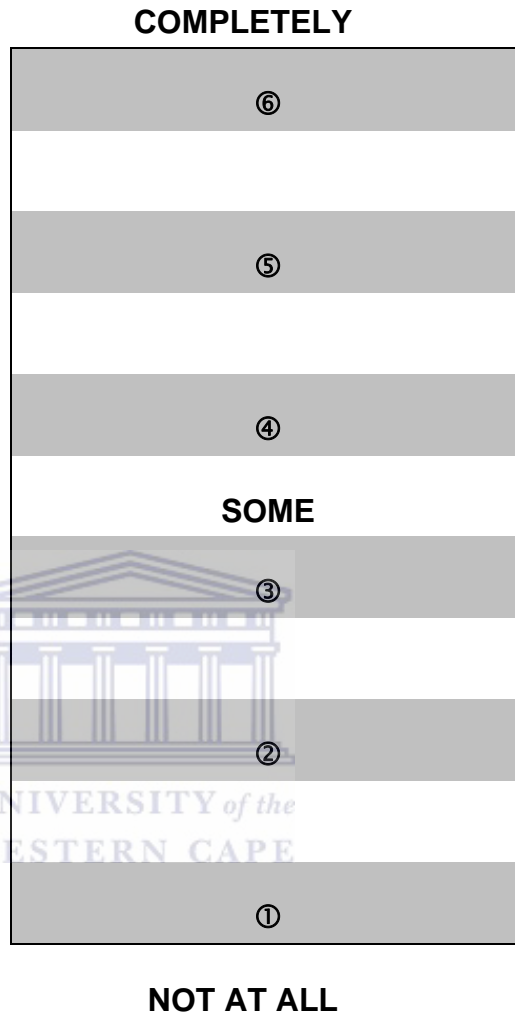 COMPLETELY
⑥
⑤
④
SOME
③
②
NIVERSITY of the
ESTERN CAPE
①
NOT AT ALL